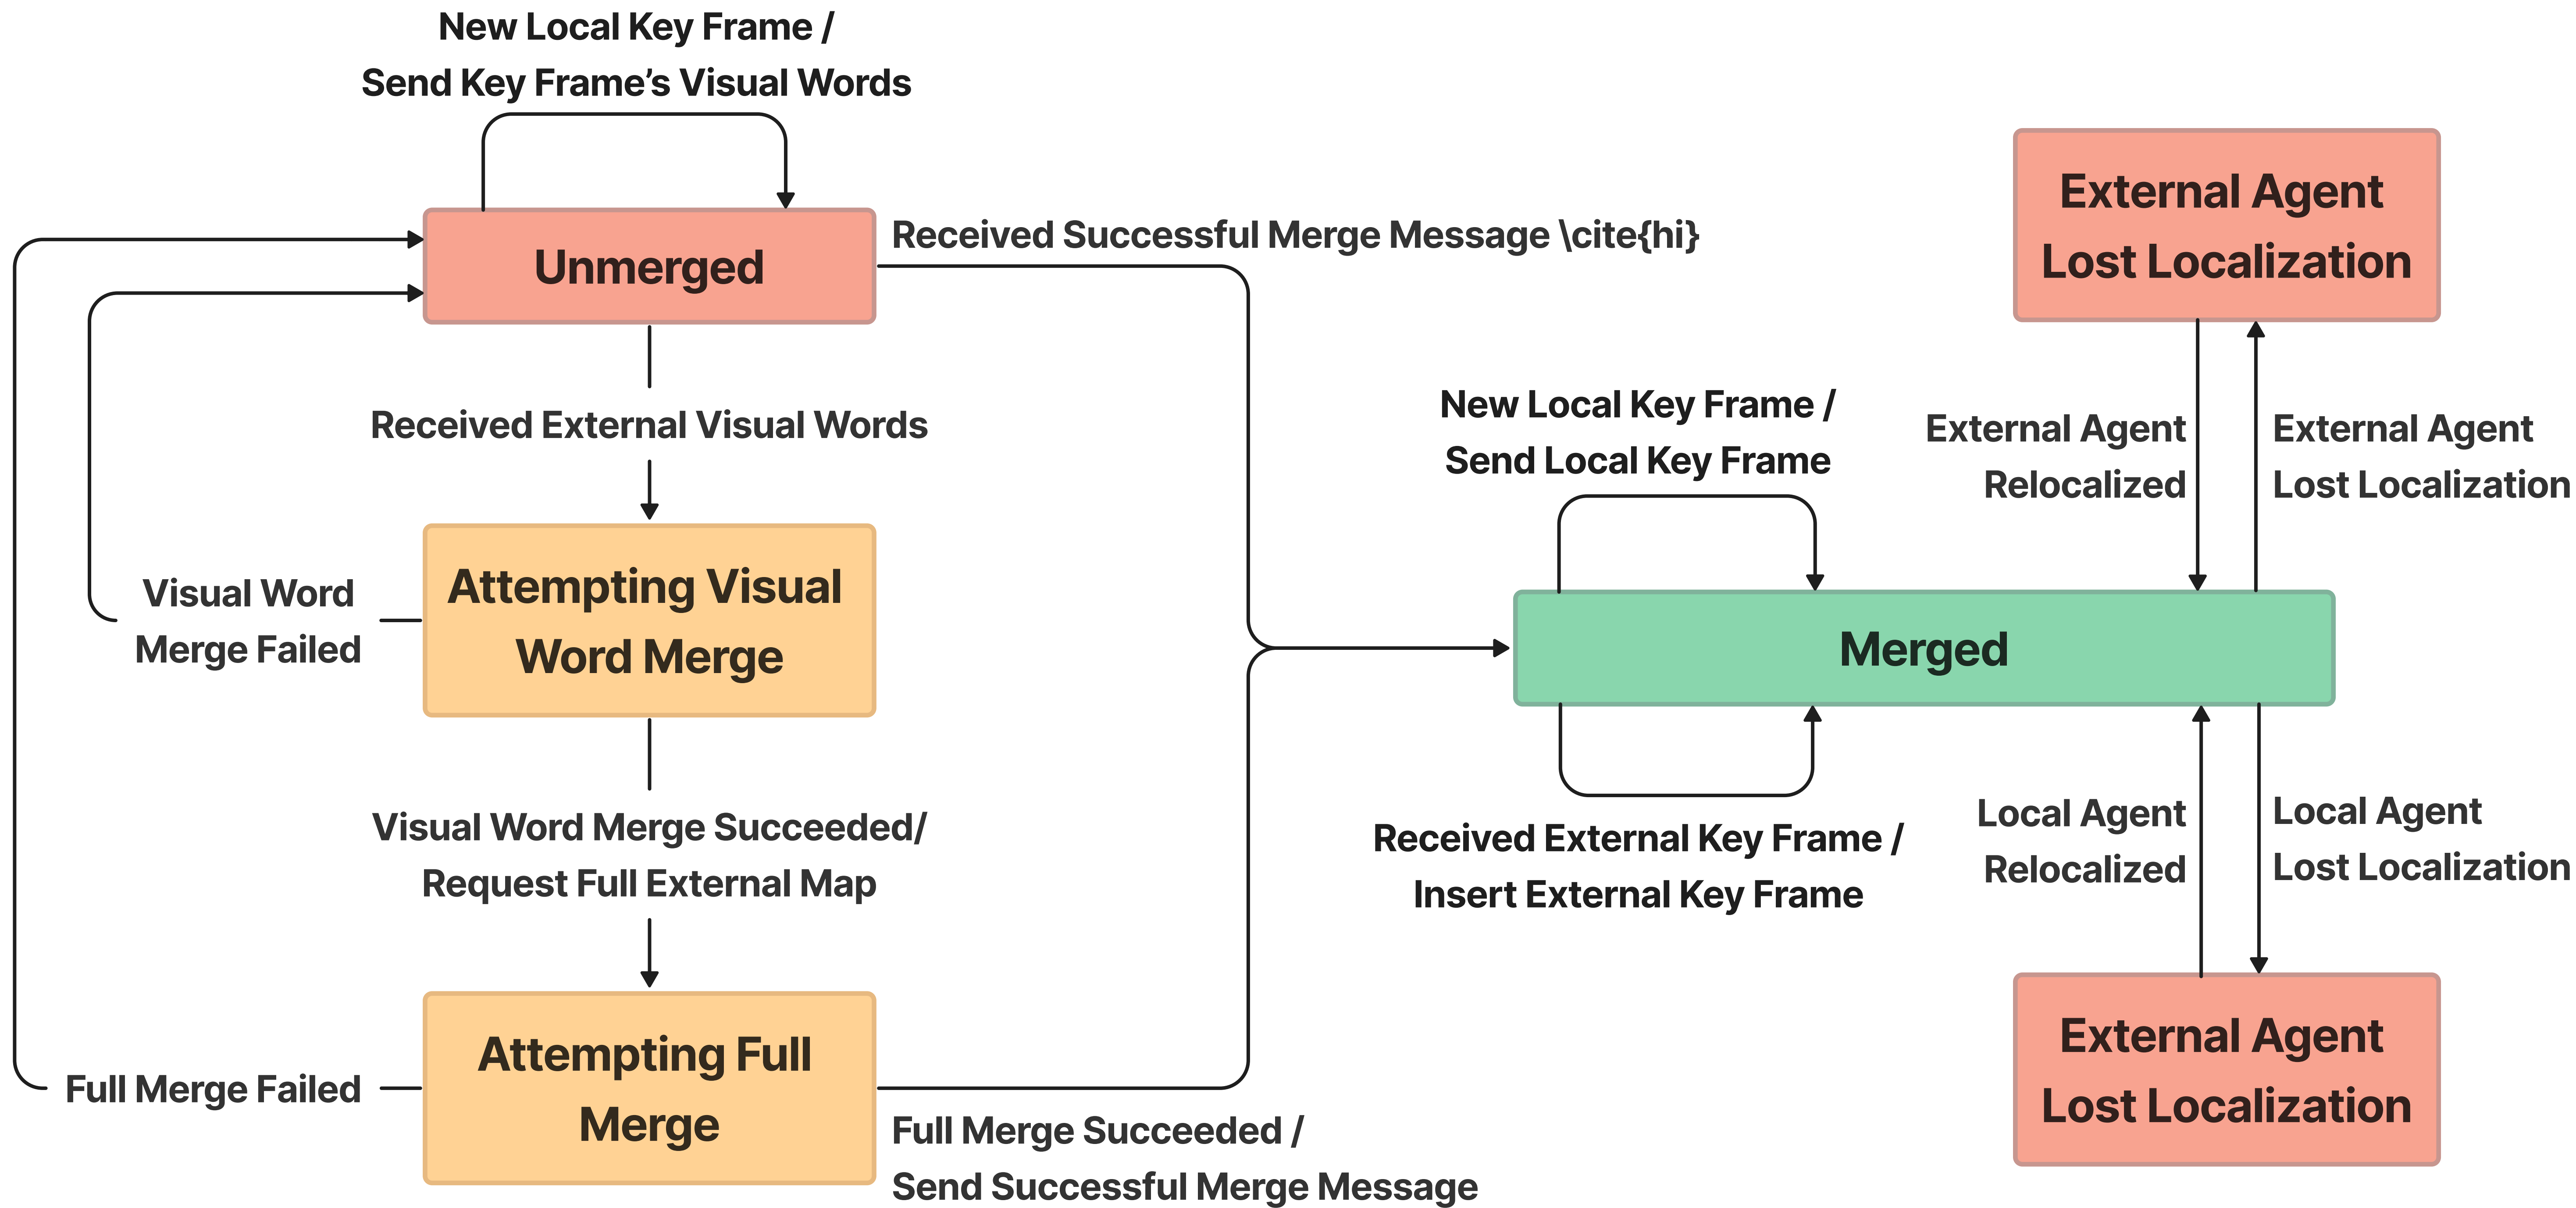 New Local Key Frame /
Send Key Frame’s Visual Words
Unmerged
Received Successful Merge Message \cite{hi}
Received External Visual Words
Attempting Visual
Word Merge
Visual Word
Merge Failed
Visual Word Merge Succeeded/
Request Full External Map
Attempting Full
Merge
Full Merge Failed
Full Merge Succeeded /
Send Successful Merge Message
New Local Key Frame /
Send Local Key Frame
Merged
Received External Key Frame /
Insert External Key Frame
External Agent
Lost Localization
External Agent
Relocalized
External Agent
Lost Localization
Local Agent
Relocalized
Local Agent
Lost Localization
External Agent
Lost Localization